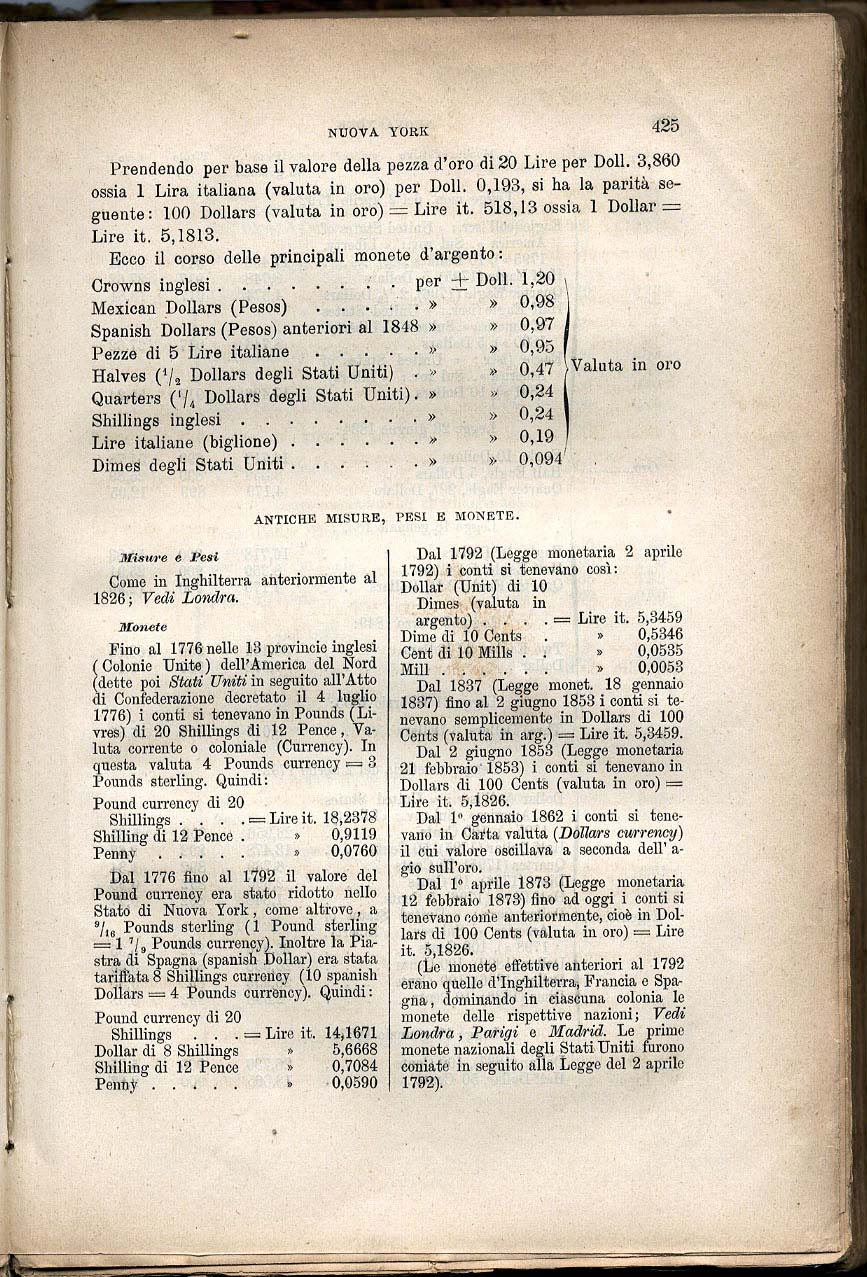 NUOVA YORK 425
Prendendo per base il valore della pezza d'oro di 20 Lire per Doll. 3,860
ossia 1 Lira italiana (valuta in oro) per Doll. 0,193, si ha la parità se-
guente: 100 Dollars (valuta in oro) = Lire it. 518,13 ossia 1 Dollar =
Lire it. 5,1813.
Ecco il corso delle principali monete d'argento:
Crowns inglesi . . . . . . . . per ± Doll. 1,20
Mexican Dollars (Pesos) . . . . . » » 0,98
Spanish Dollars (Pesos) anteriori al 1848 » » 0,97
Pezze di 5 Lire italiane . . . . . » » 0,95
Halves (1/2 Dollars degli Stati Uniti) . » » 0,47 Valuta in oro
Quarters (1/4 Dollars degli Stati Uniti) . » » 0,24
Shillings inglesi . . . . . . . . » » 0,24
Lire italiane (biglione) . . . . . . » » 0,19
Dimes degli Stati Uniti . . . . . . » » 0,094
ANTICHE MISURE, PESI E MONETE.
Misure e Pesi
Come in Inghilterra anteriormente al
1826; Vedi Londra.
Monete
Fino al 1776 nelle 13 provincie inglesi
(Colonie Unite) dell'America del Nord
(dette poi Stati Uniti in seguito all'Atto
di Confederazione decretato il 4 luglio
1776) i conti si tenevano in Pounds (Li-
vres) di 20 Shillings di 12 Pence, Va-
luta corrente o coloniale (Currency). In
questa valuta 4 Pounds currency = 3
Pounds sterling. Quindi:
Pound currency di 20
Shillings . . . . = Lire it. 18,2378
Shilling di 12 Pence . » 0,9119
Penny . . . . . » 0,0760
Dal 1776 fino al 1792 il valore del
Pound currency era stato ridotto nello
Stato di Nuova York, come altrove, a
9/16 Pounds sterling (1 Pound sterling
= 1 7/9 Pounds currency). Inoltre la Pia-
stra di Spagna (spanish Dollar) era stata
tariffata 8 Shillings currency (10 spanish
Dollars = 4 Pounds currency). Quindi:
Pound currency di 20
Shillings . . . = Lire it. 14,1671
Dollar di 8 Shillings » 5,6668
Shilling di 12 Pence » 0,7084
Penny . . . . . » 0,0590
Dal 1792 (Legge monetaria 2 aprile
1792) i conti si tenevano così:
Dollar (Unit) di 10
Dimes (valuta in
argento) . . . . = Lire it. 5,3459
Dime di 10 Cents . » 0,5346
Cent di 10 Mills . . » 0,0535
Mill . . . . . . » 0,0053
Dal 1837 (Legge monet. 18 gennaio
1837) fino al 2 giugno 1853 i conti si te-
nevano semplicemente in Dollars di 100
Cents (valuta in arg.) = Lire it. 5,3459.
Dal 2 giugno 1853 (Legge monetaria
21 febbraio 1853) i conti si tenevano in
Dollars di 100 Cents (valuta in oro) =
Lire it. 5,1826.
Dal 1º gennaio 1862 i conti si tene-
vano in Carta valuta (Dollars currency)
il cui valore oscillava a seconda dell' a-
gio sull'oro.
Dal 1º aprile 1873 (Legge monetaria
12 febbraio 1873) fino ad oggi i conti si
tenevano come anteriormente, cioè in Dol-
lars di 100 Cents (valuta in oro) = Lire
it. 5,1826.
(Le monete effettive anteriori al 1792
erano quelle d'Inghilterra, Francia e Spa-
gna, dominando in ciascuna colonia le
monete delle rispettive nazioni; Vedi
Londra, Parigi e Madrid. Le prime
monete nazionali degli Stati Uniti furono
coniate in seguito alla Legge del 2 aprile
1792).